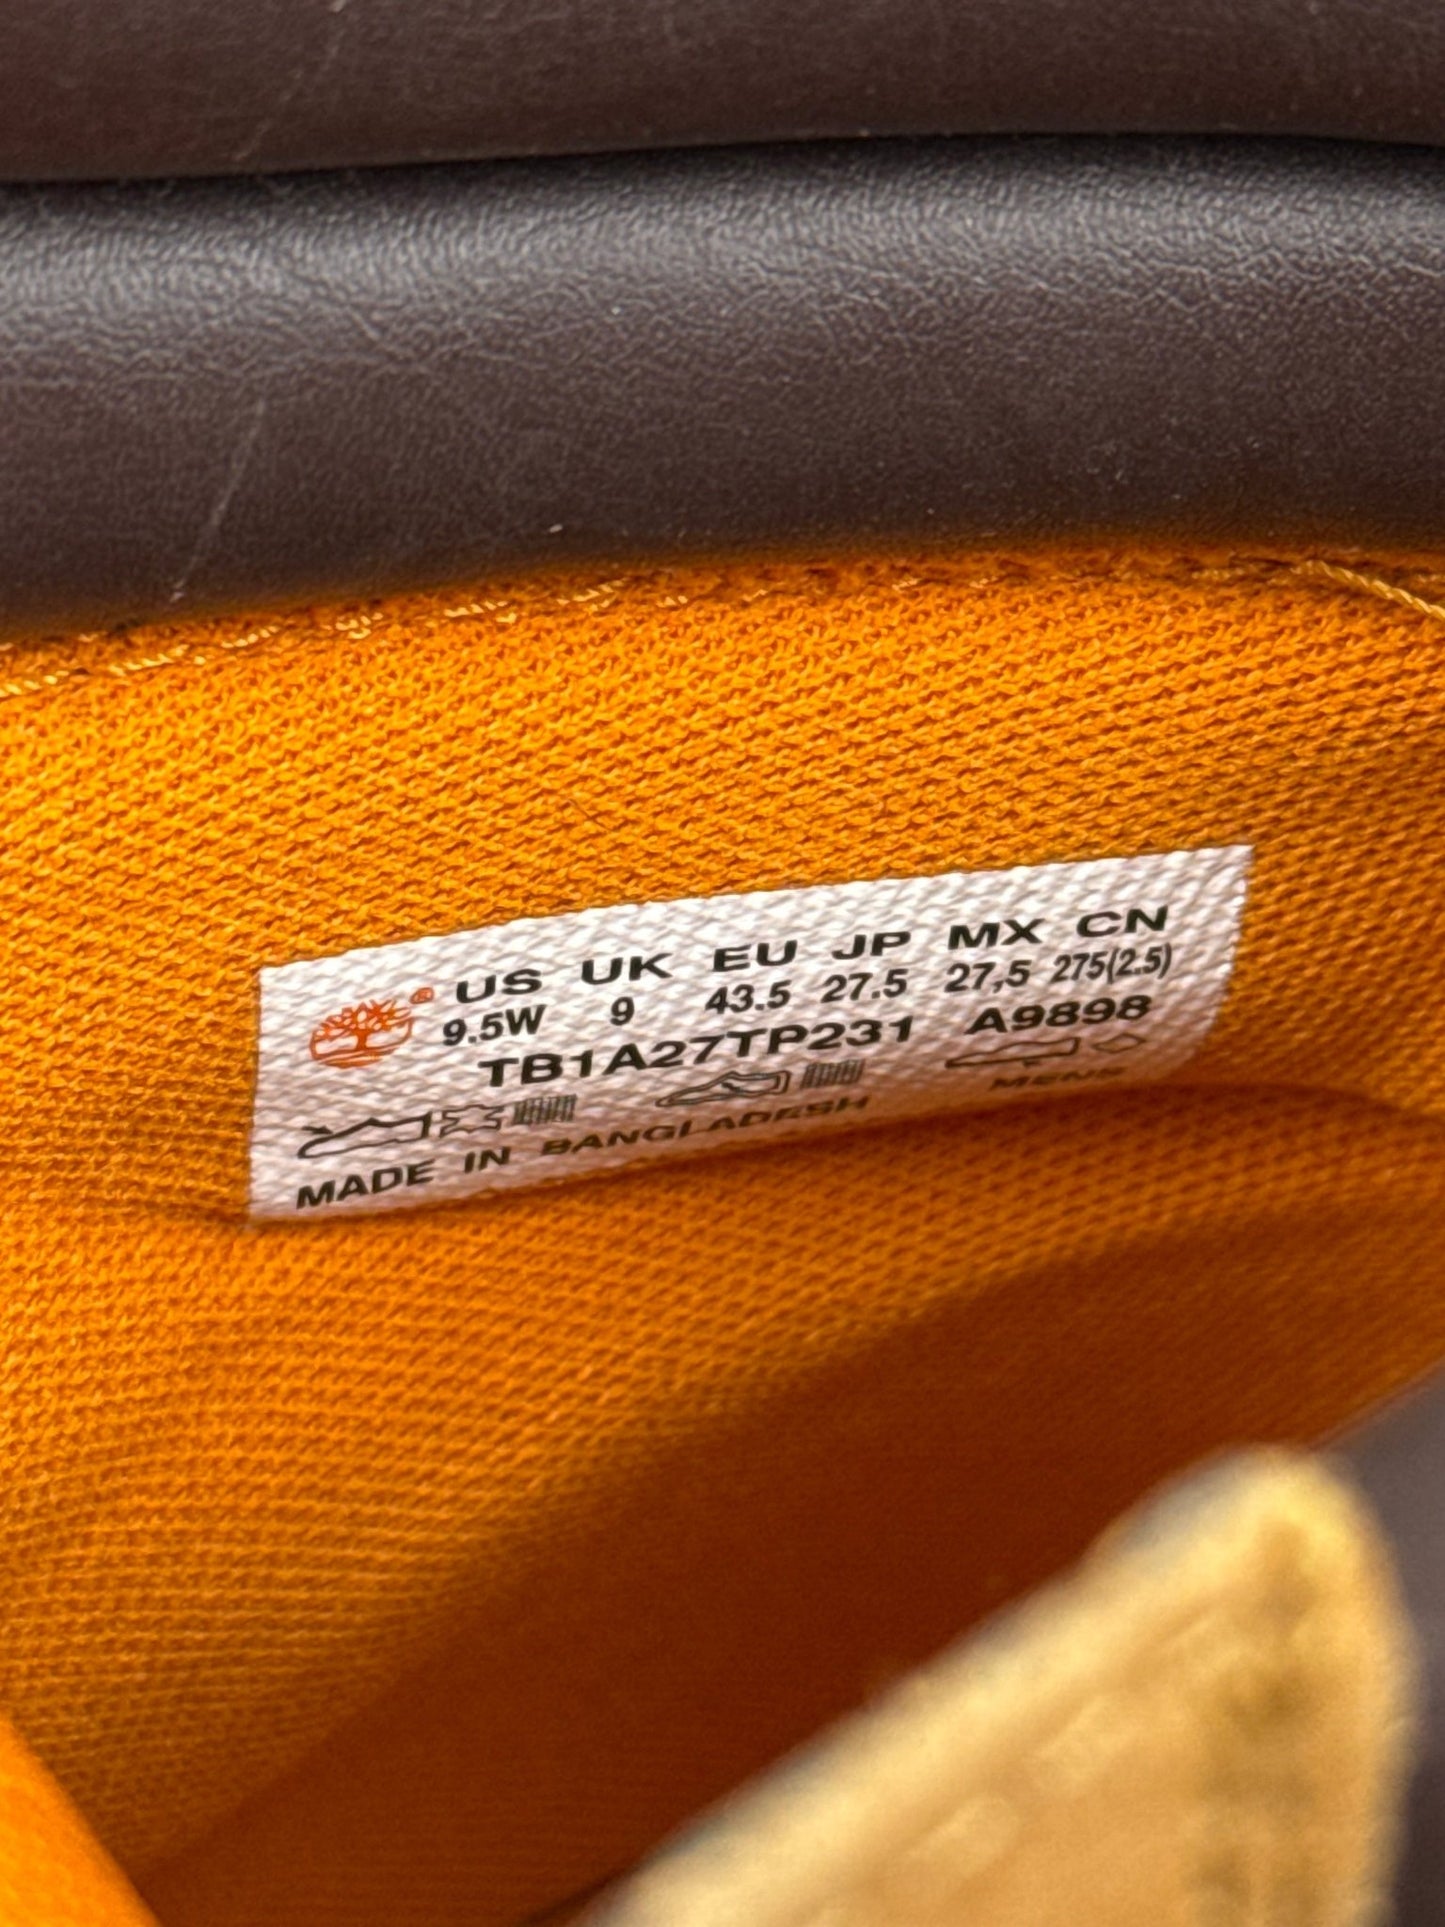 US UK EU JP MX CN
9.5W 9 43.5 27.5 27,5 275(2.5)
TB1A27TP231 A9898
MENS
MADE IN BANGLADESH